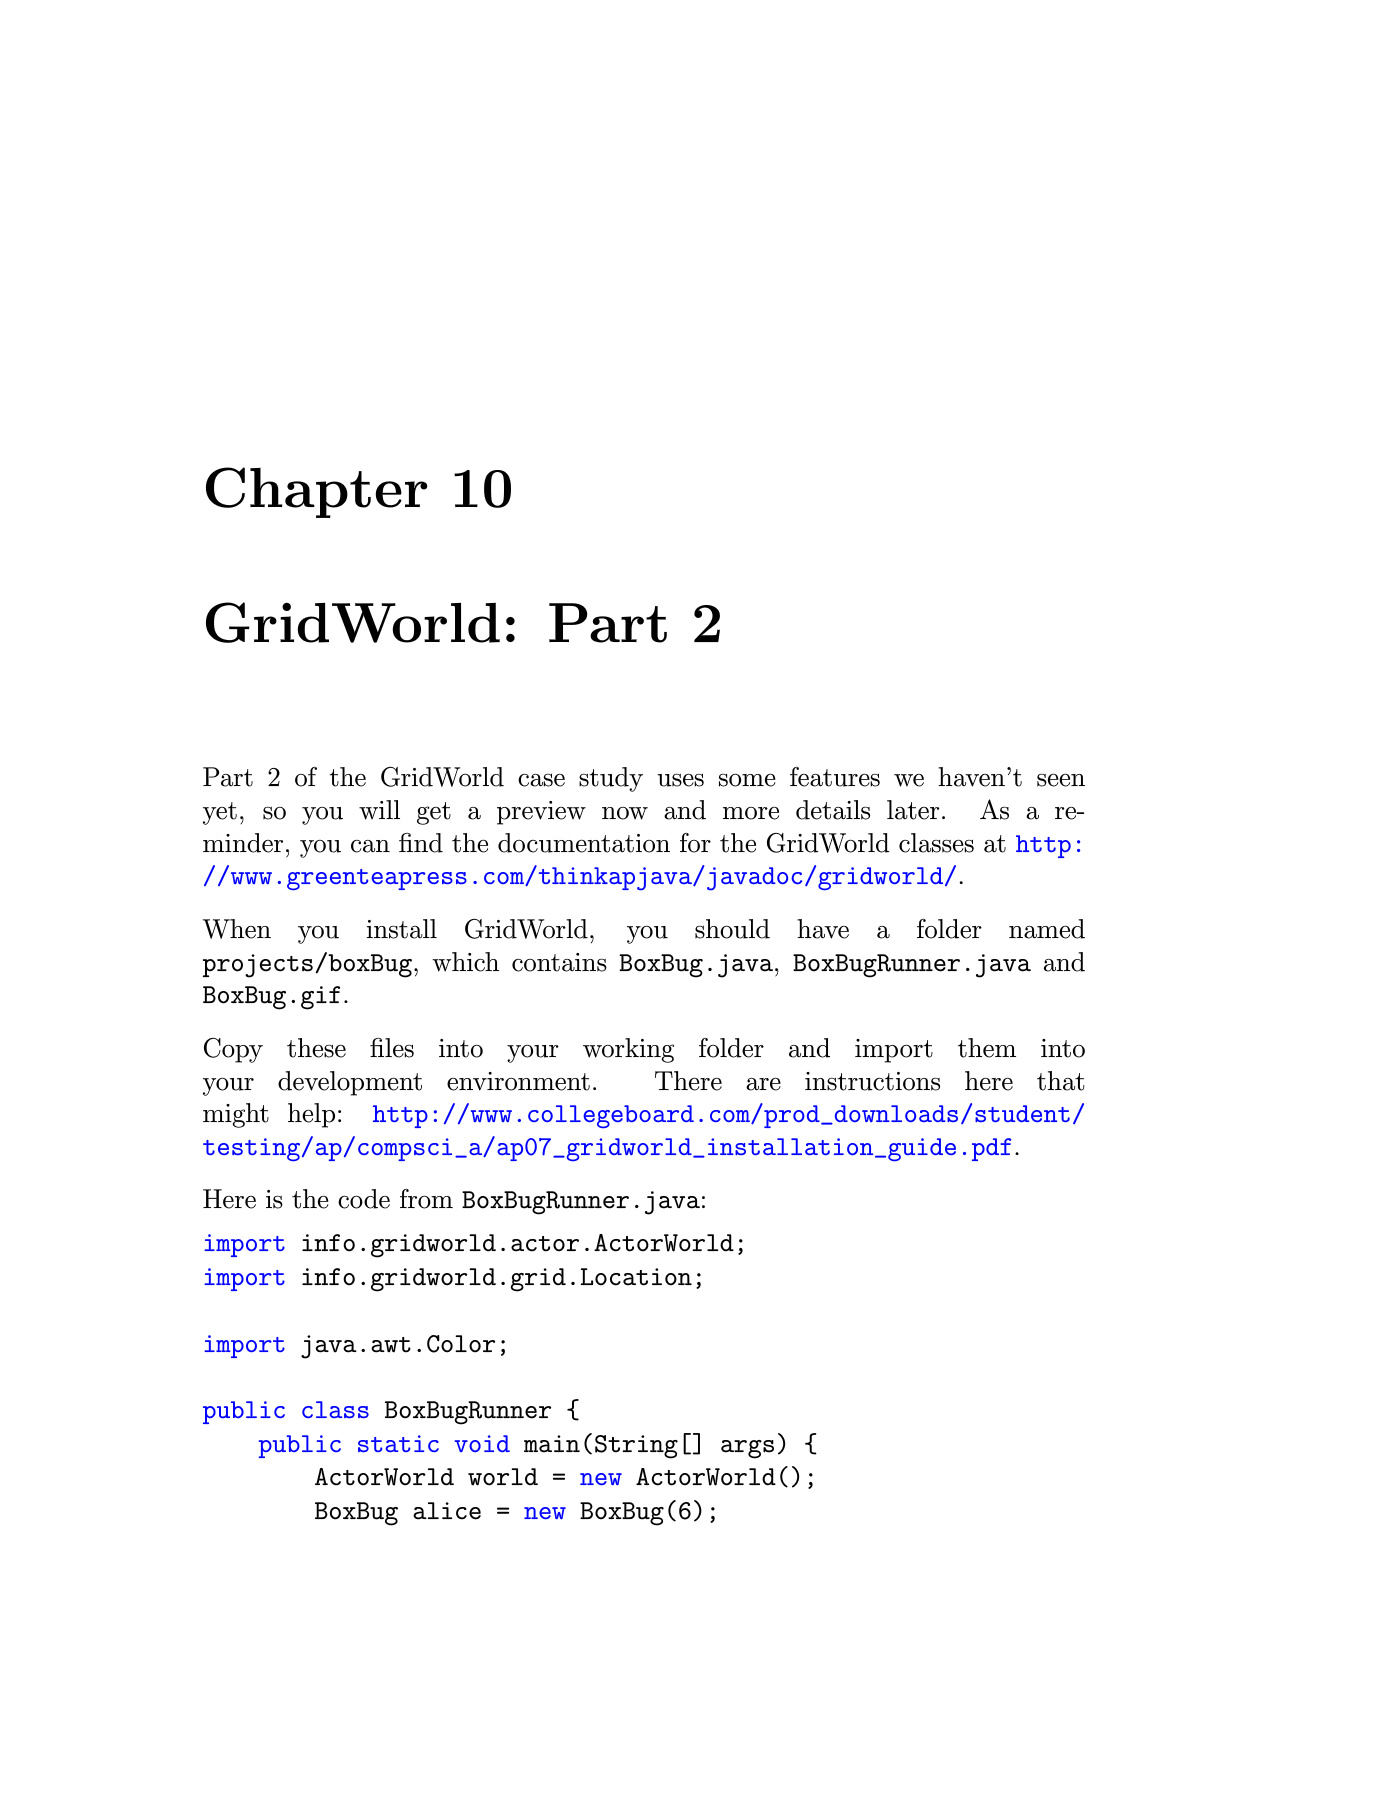 Chapter 10
GridWorld: Part 2
Part 2 of the GridWorld case study uses some features we haven't seen
yet, so you will get a preview now and more details later. As a re-
minder, you can find the documentation for the GridWorld classes at http:
//www.greenteapress.com/thinkapjava/javadoc/gridworld/.
When you install GridWorld, you should have a folder named
projects/boxBug, which contains BoxBug.java, BoxBugRunner.java and
BoxBug.gif.
Copy these files into your working folder and import them into
your development environment. There are instructions here that
might help: http://www.collegeboard.com/prod_downloads/student/
testing/ap/compsci_a/ap07_gridworld_installation_guide.pdf.
Here is the code from BoxBugRunner.java:
import info.gridworld.actor.ActorWorld;
import info.gridworld.grid.Location;
import java.awt.Color;
public class BoxBugRunner {
    public static void main(String[] args) {
        ActorWorld world = new ActorWorld();
        BoxBug alice = new BoxBug(6);